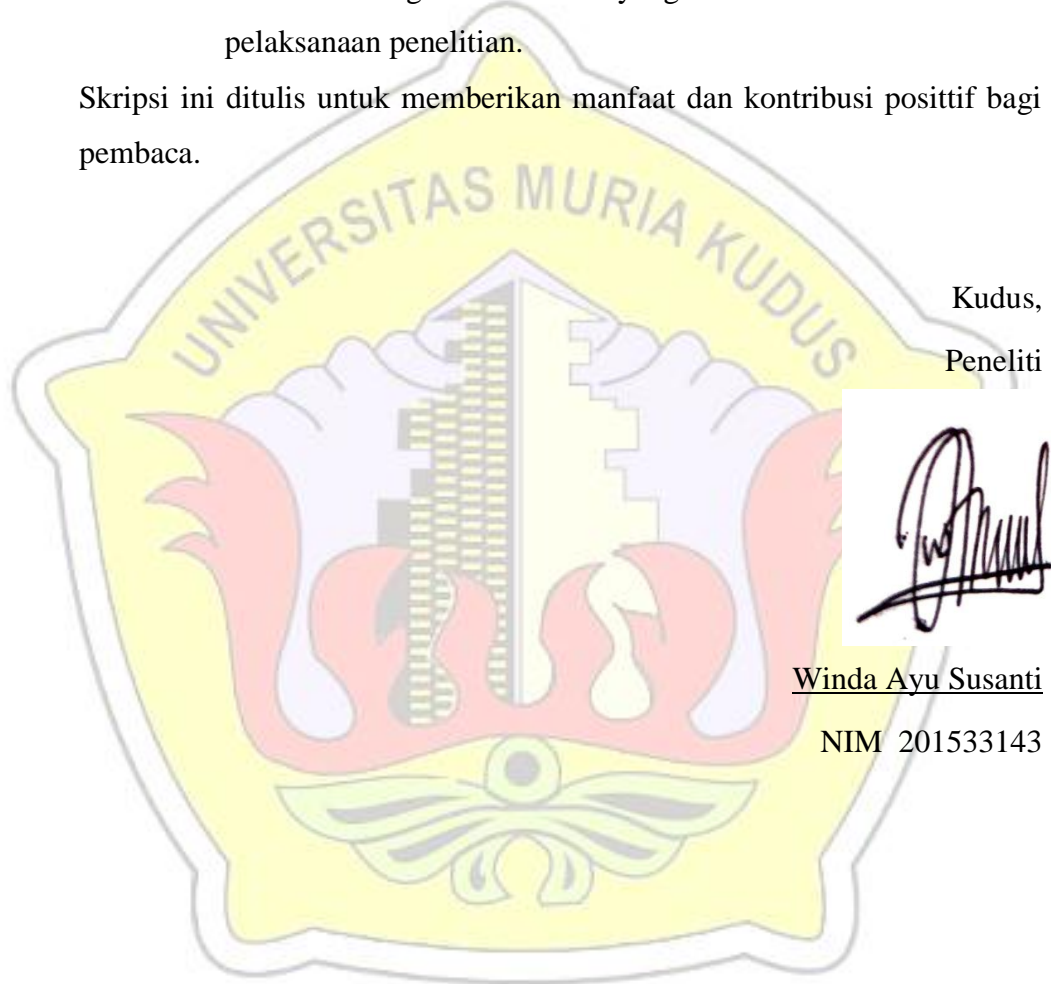 pelaksanaan penelitian.
Skripsi ini ditulis untuk memberikan manfaat dan kontribusi posittif bagi
pembaca.
UNIVERSITAS MURIA KUDUS
Kudus,
Peneliti
Winda Ayu Susanti
NIM 201533143